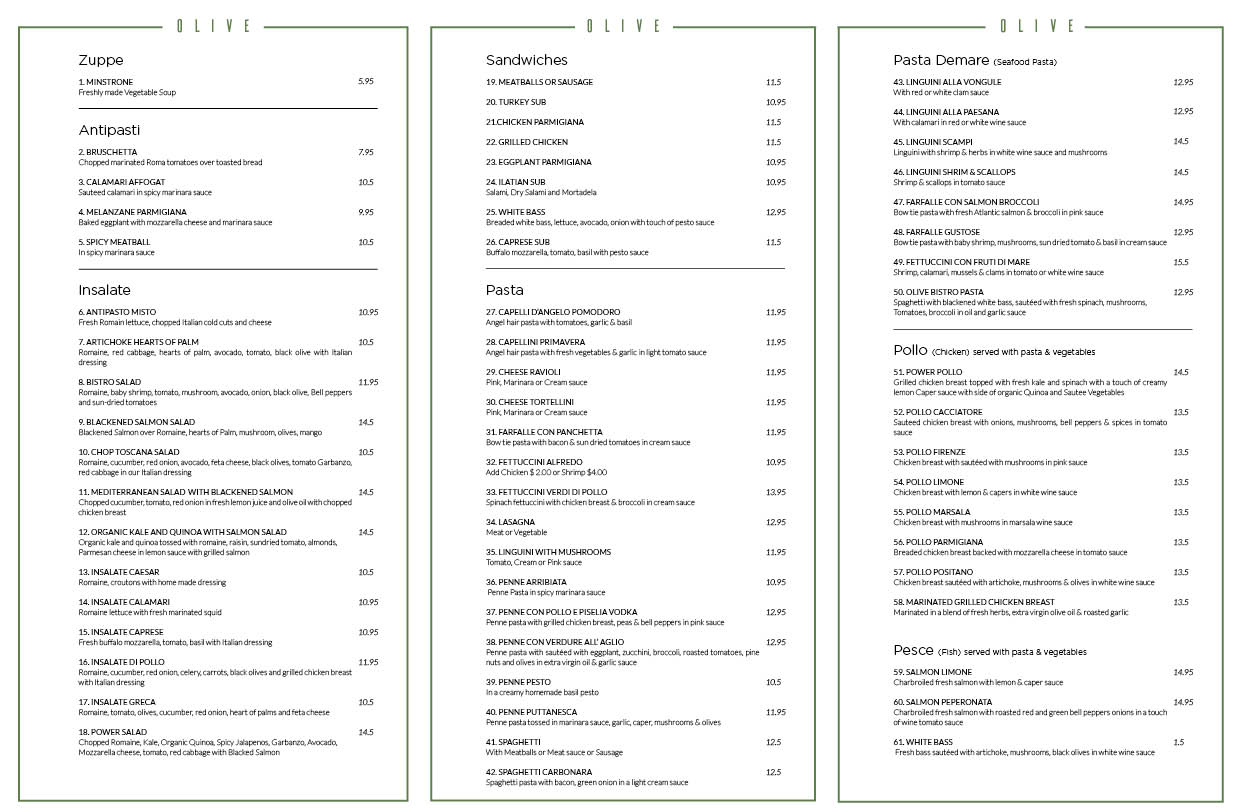 OLIVE
Zuppe
1. MINSTRONE 5.95
Freshly made Vegetable Soup
Antipasti
2. BRUSCHETTA 7.95
Chopped marinated Roma tomatoes over toasted bread
3. CALAMARI AFFOGAT 10.5
Sauteed calamari in spicy marinara sauce
4. MELANZANE PARMIGIANA 9.95
Baked eggplant with mozzarella cheese and marinara sauce
5. SPICY MEATBALL 10.5
In spicy marinara sauce
Insalate
6. ANTIPASTO MISTO 10.95
Fresh Romain lettuce, chopped Italian cold cuts and cheese
7. ARTICHOKE HEARTS OF PALM 10.5
Romaine, red cabbage, hearts of palm, avocado, tomato, black olive with Italian
dressing
8. BISTRO SALAD 11.95
Romaine, baby shrimp, tomato, mushroom, avocado, onion, black olive, Bell peppers
and sun-dried tomatoes
9. BLACKENED SALMON SALAD 14.5
Blackened Salmon over Romaine, hearts of Palm, mushroom, olives, mango
10. CHOP TOSCANA SALAD 10.5
Romaine, cucumber, red onion, avocado, feta cheese, black olives, tomato Garbanzo,
red cabbage in our Italian dressing
11. MEDITERRANEAN SALAD WITH BLACKENED SALMON 14.5
Chopped cucumber, tomato, red onion in fresh lemon juice and olive oil with chopped
chicken breast
12. ORGANIC KALE AND QUINOA WITH SALMON SALAD 14.5
Organic kale and quinoa tossed with romaine, raisin, sundried tomato, almonds,
Parmesan cheese in lemon sauce with grilled salmon
13. INSALATE CAESAR 10.5
Romaine, croutons with home made dressing
14. INSALATE CALAMARI 10.95
Romaine lettuce with fresh marinated squid
15. INSALATE CAPRESE 10.95
Fresh buffalo mozzarella, tomato, basil with Italian dressing
16. INSALATE DI POLLO 11.95
Romaine, cucumber, red onion, celery, carrots, black olives and grilled chicken breast
with Italian dressing
17. INSALATE GRECA 10.5
Romaine, tomato, olives, cucumber, red onion, heart of palms and feta cheese
18. POWER SALAD 14.5
Chopped Romaine, Kale, Organic Quinoa, Spicy Jalapenos, Garbanzo, Avocado,
Mozzarella cheese, tomato, red cabbage with Blacked Salmon
OLIVE
Sandwiches
19. MEATBALLS OR SAUSAGE 11.5
20. TURKEY SUB 10.95
21.CHICKEN PARMIGIANA 11.5
22. GRILLED CHICKEN 11.5
23. EGGPLANT PARMIGIANA 10.95
24. ILATIAN SUB 10.95
Salami, Dry Salami and Mortadela
25. WHITE BASS 12.95
Breaded white bass, lettuce, avocado, onion with touch of pesto sauce
26. CAPRESE SUB 11.5
Buffalo mozzarella, tomato, basil with pesto sauce
Pasta
27. CAPELLI D'ANGELO POMODORO 11.95
Angel hair pasta with tomatoes, garlic & basil
28. CAPELLINI PRIMAVERA 11.95
Angel hair pasta with fresh vegetables & garlic in light tomato sauce
29. CHEESE RAVIOLI 11.95
Pink, Marinara or Cream sauce
30. CHEESE TORTELLINI 11.95
Pink, Marinara or Cream sauce
31. FARFALLE CON PANCHETTA 11.95
Bow tie pasta with bacon & sun dried tomatoes in cream sauce
32. FETTUCCINI ALFREDO 10.95
Add Chicken $ 2.00 or Shrimp $4.00
33. FETTUCCINI VERDI DI POLLO 13.95
Spinach fettuccini with chicken breast & broccoli in cream sauce
34. LASAGNA 12.95
Meat or Vegetable
35. LINGUINI WITH MUSHROOMS 11.95
Tomato, Cream or Pink sauce
36. PENNE ARRIBIATA 10.95
Penne Pasta in spicy marinara sauce
37. PENNE CON POLLO E PISELIA VODKA 12.95
Penne pasta with grilled chicken breast, peas & bell peppers in pink sauce
38. PENNE CON VERDURE ALL' AGLIO 12.95
Penne pasta with sautéed with eggplant, zucchini, broccoli, roasted tomatoes, pine
nuts and olives in extra virgin oil & garlic sauce
39. PENNE PESTO 10.5
In a creamy homemade basil pesto
40. PENNE PUTTANESCA 11.95
Penne pasta tossed in marinara sauce, garlic, caper, mushrooms & olives
41. SPAGHETTI 12.5
With Meatballs or Meat sauce or Sausage
42. SPAGHETTI CARBONARA 12.5
Spaghetti pasta with bacon, green onion in a light cream sauce
OLIVE
Pasta Demare (Seafood Pasta)
43. LINGUINI ALLA VONGULE 12.95
With red or white clam sauce
44. LINGUINI ALLA PAESANA 12.95
With calamari in red or white wine sauce
45. LINGUINI SCAMPI 14.5
Linguini with shrimp & herbs in white wine sauce and mushrooms
46. LINGUINI SHRIM & SCALLOPS 14.5
Shrimp & scallops in tomato sauce
47. FARFALLE CON SALMON BROCCOLI 14.95
Bow tie pasta with fresh Atlantic salmon & broccoli in pink sauce
48. FARFALLE GUSTOSE 12.95
Bow tie pasta with baby shrimp, mushrooms, sun dried tomato & basil in cream sauce
49. FETTUCCINI CON FRUTI DI MARE 15.5
Shrimp, calamari, mussels & clams in tomato or white wine sauce
50. OLIVE BISTRO PASTA 12.95
Spaghetti with blackened white bass, sautéed with fresh spinach, mushrooms,
Tomatoes, broccoli in oil and garlic sauce
Pollo (Chicken) served with pasta & vegetables
51. POWER POLLO 14.5
Grilled chicken breast topped with fresh kale and spinach with a touch of creamy
lemon Caper sauce with side of organic Quinoa and Sautee Vegetables
52. POLLO CACCIATORE 13.5
Sauteed chicken breast with onions, mushrooms, bell peppers & spices in tomato
sauce
53. POLLO FIRENZE 13.5
Chicken breast with sautéed with mushrooms in pink sauce
54. POLLO LIMONE 13.5
Chicken breast with lemon & capers in white wine sauce
55. POLLO MARSALA 13.5
Chicken breast with mushrooms in marsala wine sauce
56. POLLO PARMIGIANA 13.5
Breaded chicken breast backed with mozzarella cheese in tomato sauce
57. POLLO POSITANO 13.5
Chicken breast sautéed with artichoke, mushrooms & olives in white wine sauce
58. MARINATED GRILLED CHICKEN BREAST 13.5
Marinated in a blend of fresh herbs, extra virgin olive oil & roasted garlic
Pesce (Fish) served with pasta & vegetables
59. SALMON LIMONE 14.95
Charbroiled fresh salmon with lemon & caper sauce
60. SALMON PEPERONATA 14.95
Charbroiled fresh salmon with roasted red and green bell peppers onions in a touch
of wine tomato sauce
61. WHITE BASS 1.5
Fresh bass sautéed with artichoke, mushrooms, black olives in white wine sauce